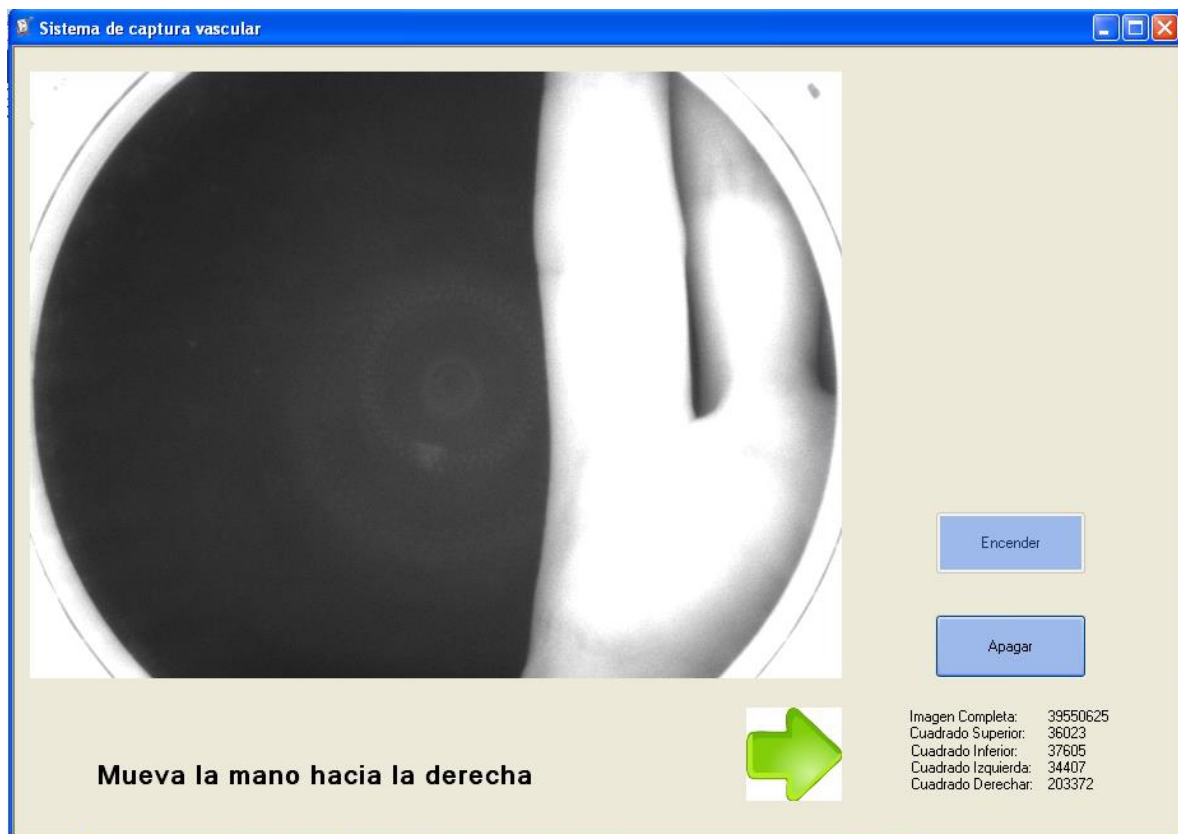 Sistema de captura vascular
Encender
Apagar
Imagen Completa: 39550625
Cuadrado Superior: 36023
Cuadrado Inferior: 37605
Cuadrado Izquierda: 34407
Cuadrado Derechar: 203372
Mueva la mano hacia la derecha